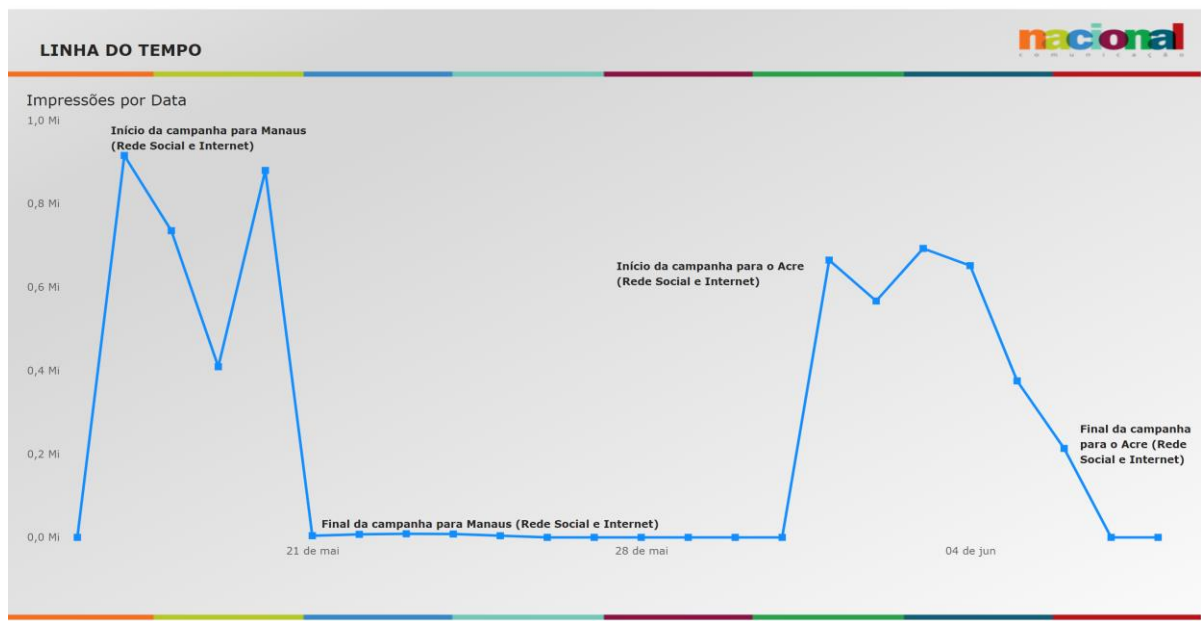 LINHA DO TEMPO
nacional
comunicação
Impressões por Data
1,0 Mi
Início da campanha para Manaus
(Rede Social e Internet)
0,8 Mi
Início da campanha para o Acre
(Rede Social e Internet)
0,6 Mi
0,4 Mi
Final da campanha
para o Acre (Rede
Social e Internet)
0,2 Mi
Final da campanha para Manaus (Rede Social e Internet)
0,0 Mi
21 de mai
28 de mai
04 de jun